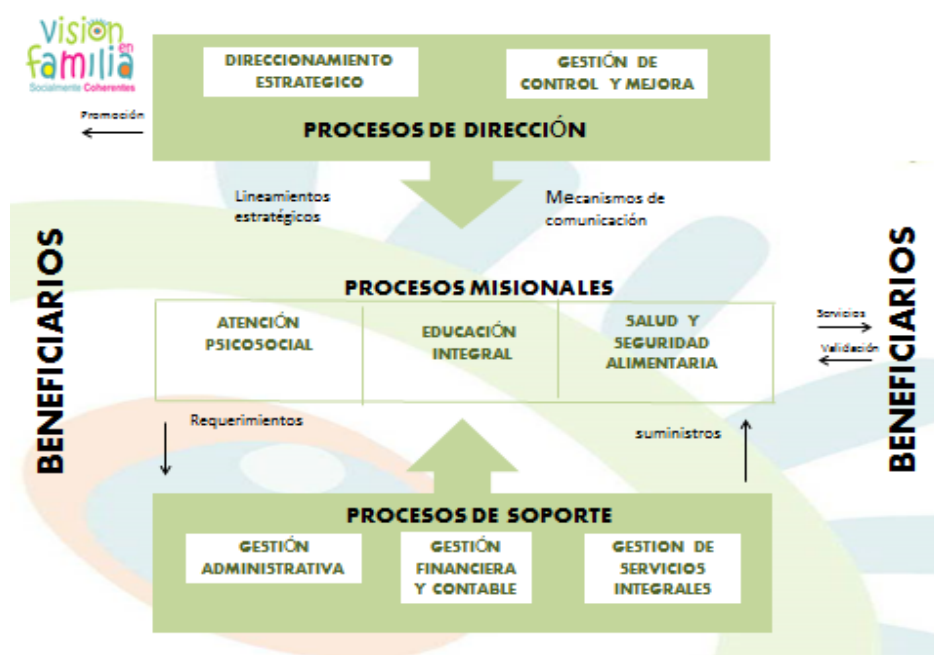 Visión
en
familia
Socialmente Coherentes
DIRECCIONAMIENTO
ESTRATEGICO
GESTIÓN DE
CONTROL Y MEJORA
PROCESOS DE DIRECCIÓN
Promoción
Lineamientos
estratégicos
Mecanismos de
comunicación
BENEFICIARIOS
PROCESOS MISIONALES
ATENCIÓN
PSICOSOCIAL
EDUCACIÓN
INTEGRAL
SALUD Y
SEGURIDAD
ALIMENTARIA
Servicios
Validación
BENEFICIARIOS
Requerimientos
suministros
PROCESOS DE SOPORTE
GESTIÓN
ADMINISTRATIVA
GESTIÓN
FINANCIERA
Y CONTABLE
GESTION DE
SERVICIOS
INTEGRALES